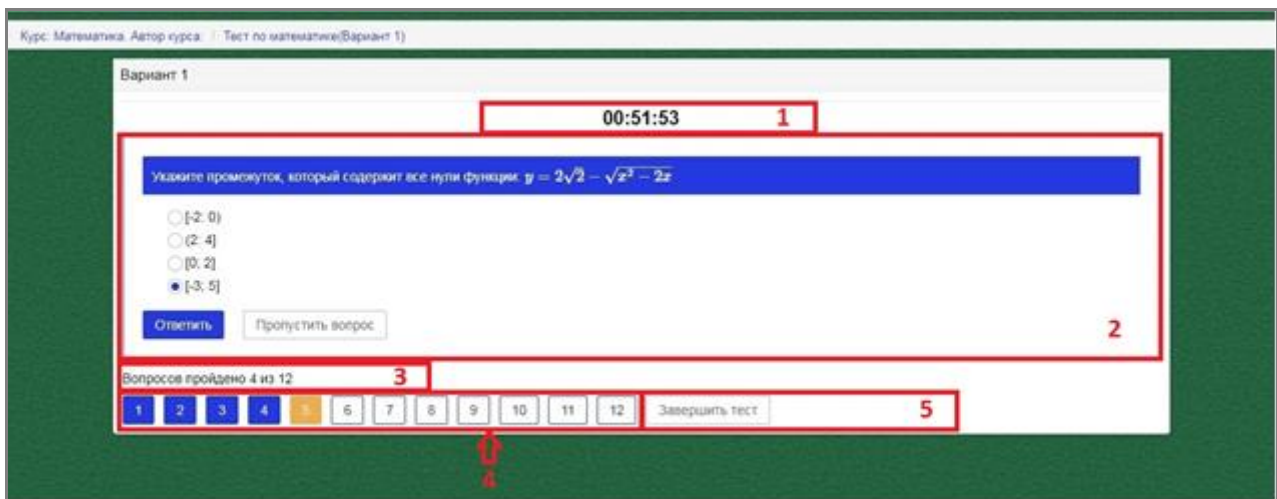 Курс: Математика. Автор курса: / Тест по математике(Вариант 1)
Вариант 1
00:51:53 1
Укажите промежуток, который содержит все нули функции: y = 2√2 − √x² − 2x
[-2; 0)
(2; 4]
[0; 2]
[-3; 5]
Ответить Пропустить вопрос 2
Вопросов пройдено 4 из 12 3
1 2 3 4 5 6 7 8 9 10 11 12 Завершить тест 5
4